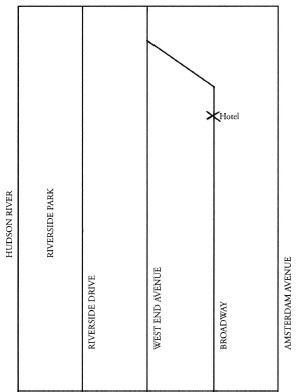 Hotel
HUDSON RIVER
RIVERSIDE PARK
RIVERSIDE DRIVE
WEST END AVENUE
BROADWAY
AMSTERDAM AVENUE